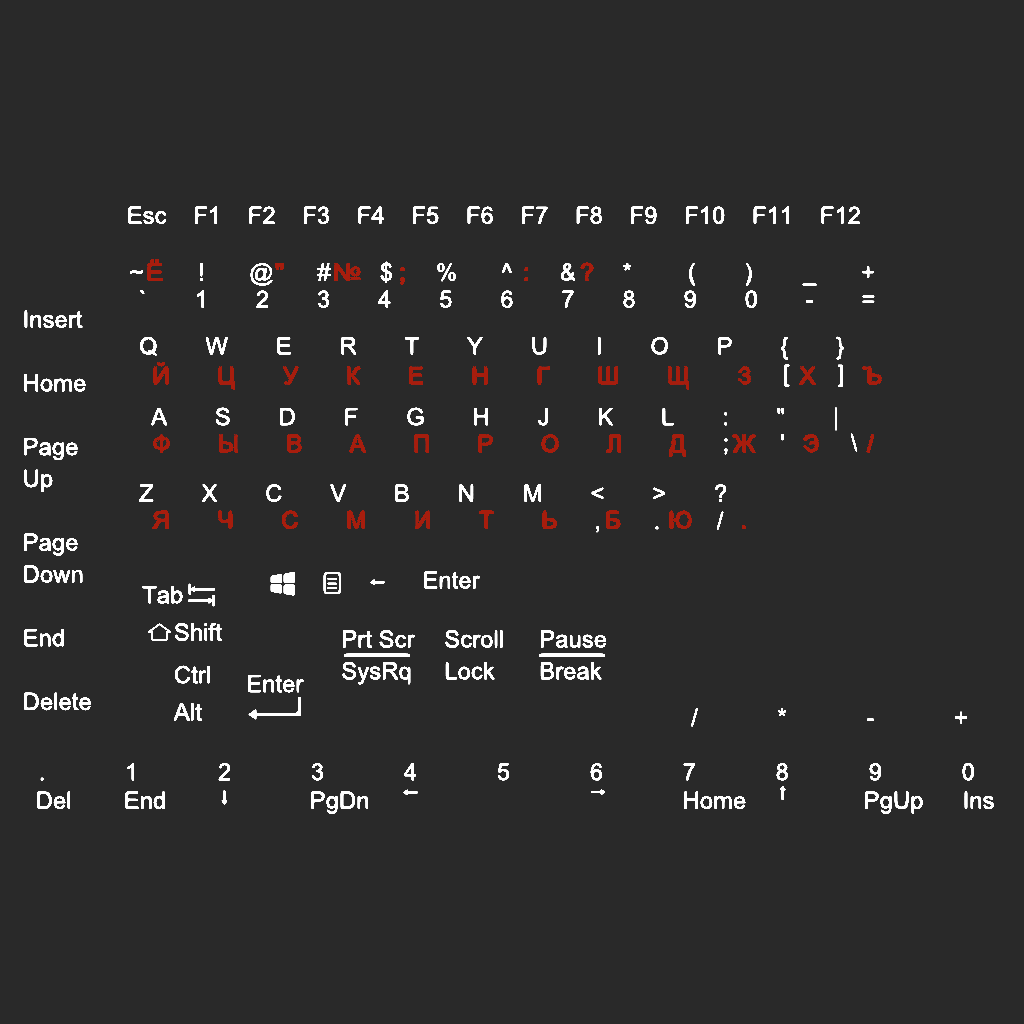 Esc F1 F2 F3 F4 F5 F6 F7 F8 F9 F10 F11 F12
~Ё ! @" #№ $; % ^: &? * ( ) _ +
` 1 2 3 4 5 6 7 8 9 0 - =
Insert
Q W E R T Y U I O P { }
Й Ц У К Е Н Г Ш Щ З [Х ]Ъ
Home
A S D F G H J K L : " |
Ф Ы В А П Р О Л Д ;Ж 'Э \/
Page
Up
Z X C V B N M < > ?
Я Ч С М И Т Ь ,Б .Ю /.
Page
Down
Tab ← Enter
End
Shift
Prt Scr Scroll Pause
SysRq Lock Break
Ctrl
Enter
Delete
Alt
/ * - +
. 1 2 3 4 5 6 7 8 9 0
Del End ↓ PgDn ← → Home ↑ PgUp Ins